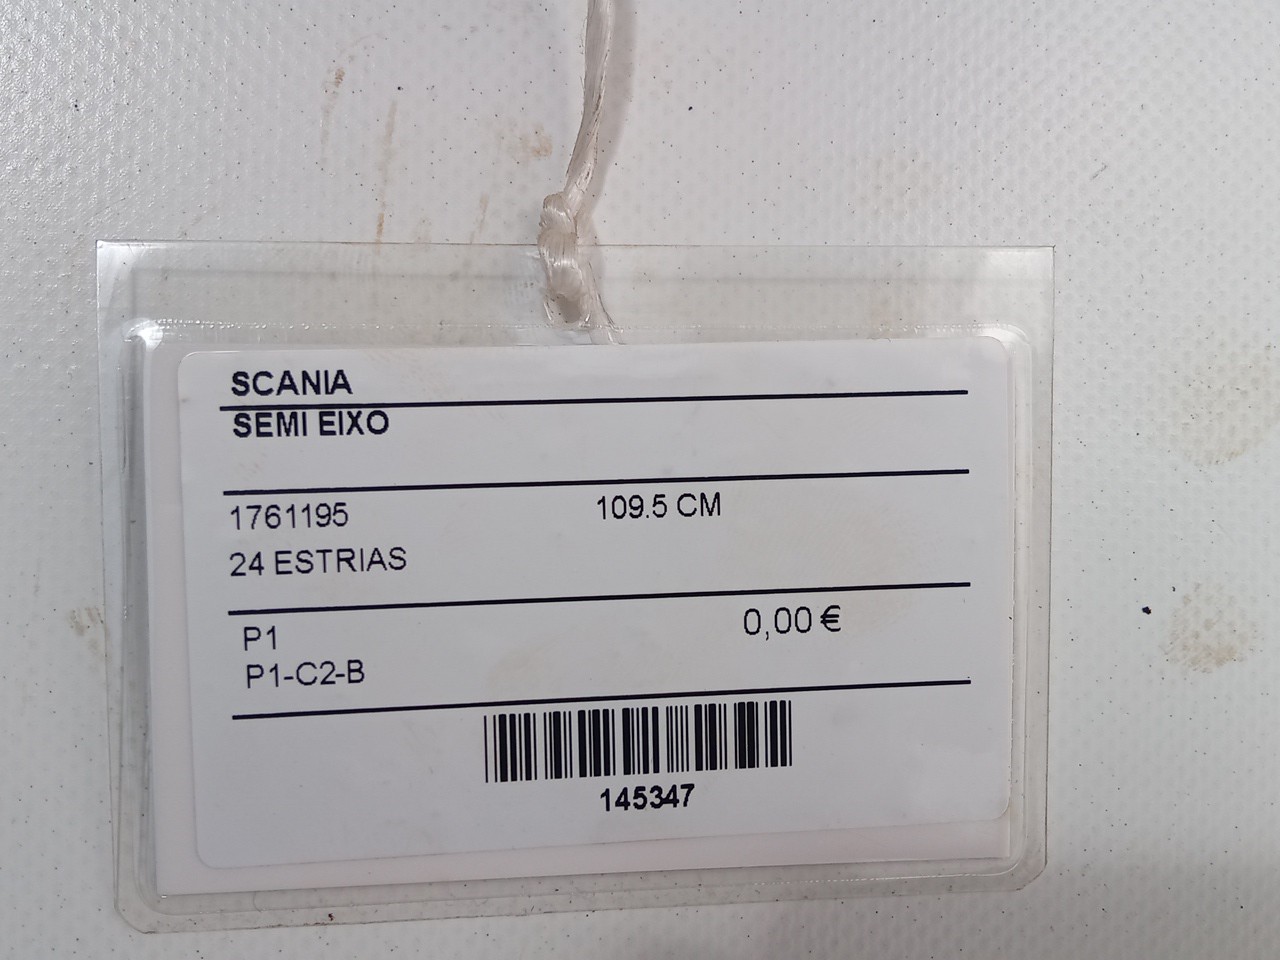 SCANIA
SEMI EIXO
1761195 109.5 CM
24 ESTRIAS
P1 0,00 €
P1-C2-B
145347